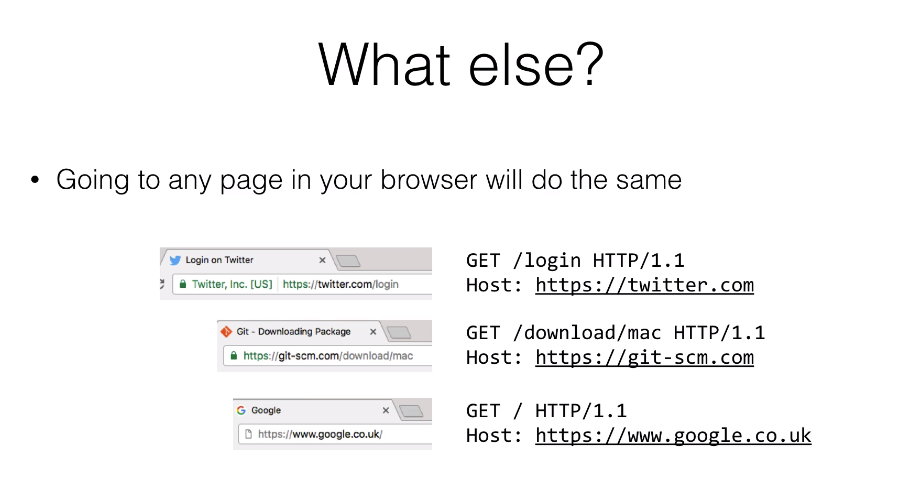 What else?
• Going to any page in your browser will do the same
Login on Twitter
Twitter, Inc. [US] https://twitter.com/login
GET /login HTTP/1.1
Host: https://twitter.com
Git - Downloading Package
https://git-scm.com/download/mac
GET /download/mac HTTP/1.1
Host: https://git-scm.com
Google
https://www.google.co.uk/
GET / HTTP/1.1
Host: https://www.google.co.uk